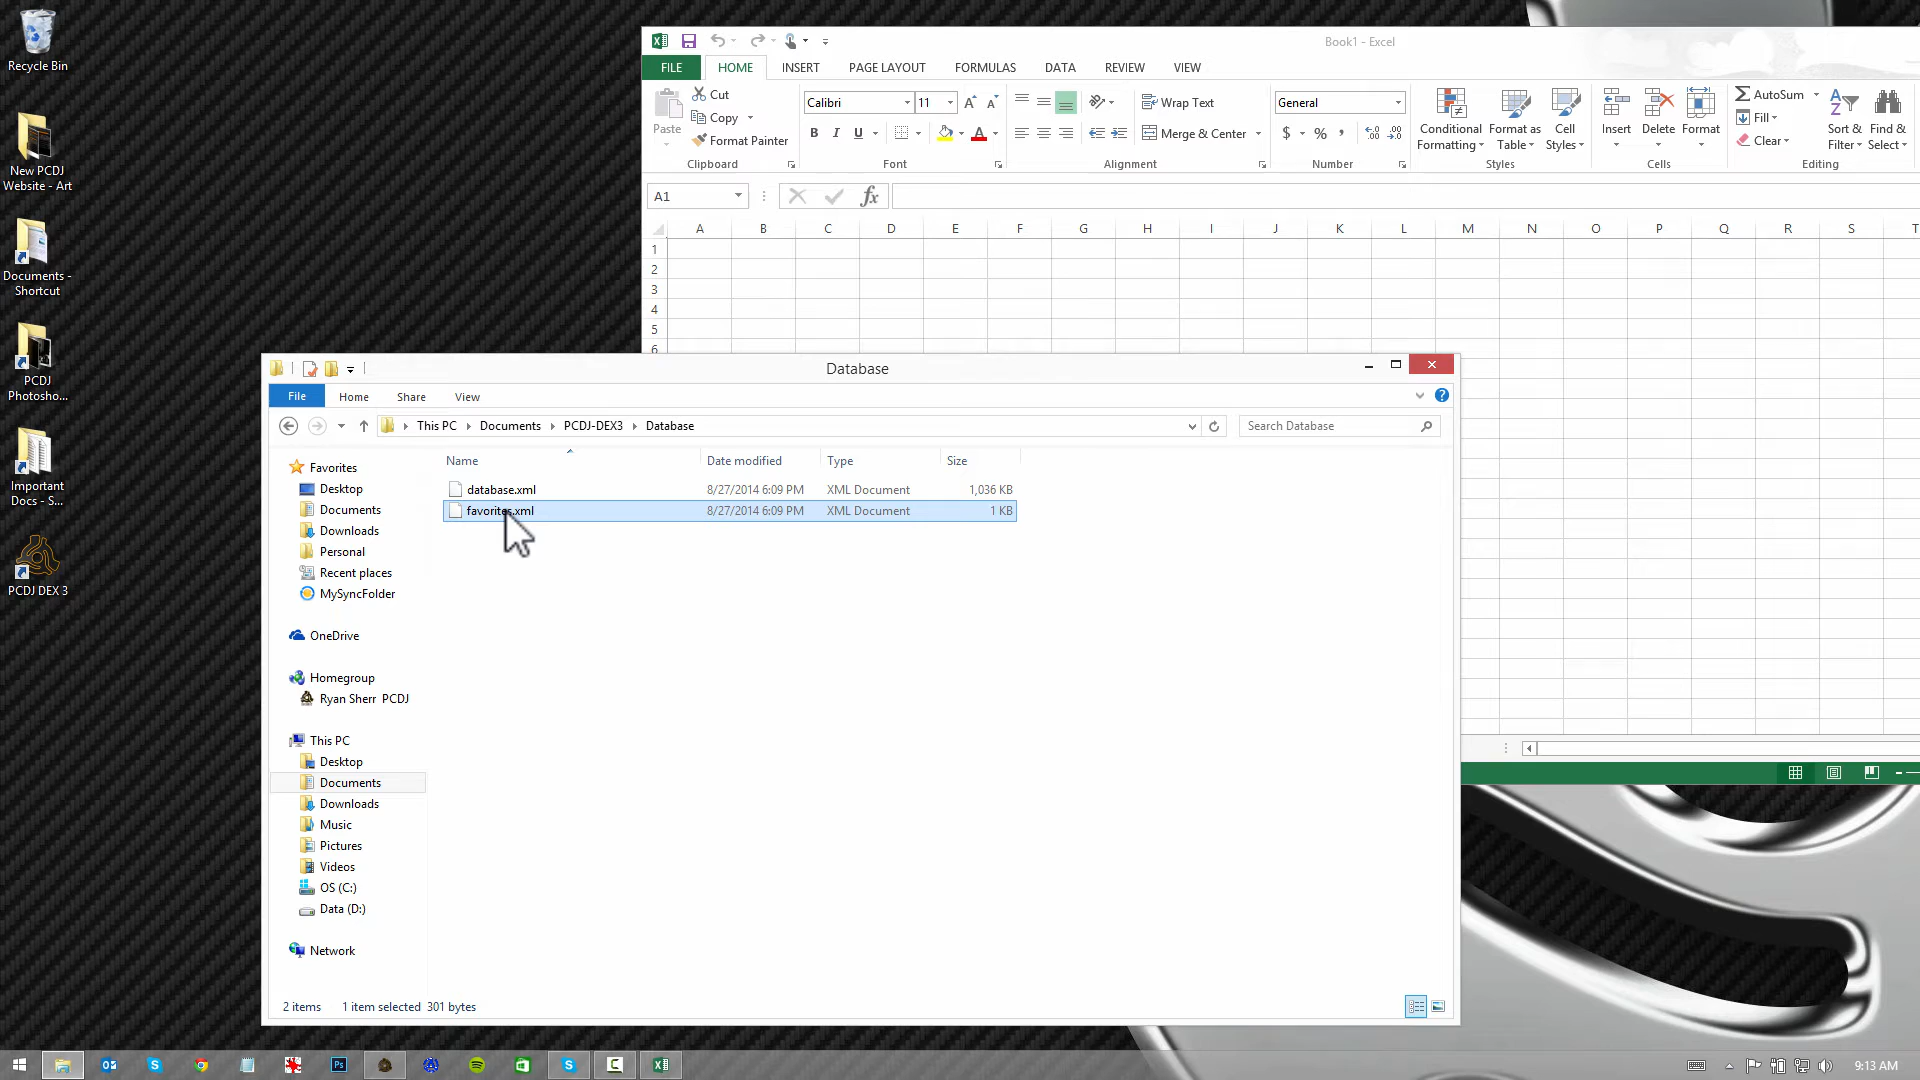 Recycle Bin
New PCDJ
Website - Art
Documents -
Shortcut
PCDJ
Photosho...
Important
Docs - S...
PCDJ DEX 3
Book1 - Excel
FILE HOME INSERT PAGE LAYOUT FORMULAS DATA REVIEW VIEW
Paste
Cut
Copy
Format Painter
Clipboard
Calibri 11
B I U A
Font
Wrap Text
Merge & Center
Alignment
General
$ % ,
Number
Conditional
Formatting
Format as
Table
Cell
Styles
Styles
Insert Delete Format
Cells
AutoSum
Fill
Clear
Sort &
Filter
Find &
Select
Editing
A1 fx
A B C D E F G H I J K L M N O P Q R S T
1
2
3
4
5
6
Database
File Home Share View
This PC Documents PCDJ-DEX3 Database
Search Database
Name Date modified Type Size
database.xml 8/27/2014 6:09 PM XML Document 1,036 KB
favorites.xml 8/27/2014 6:09 PM XML Document 1 KB
Favorites
Desktop
Documents
Downloads
Personal
Recent places
MySyncFolder
OneDrive
Homegroup
Ryan Sherr PCDJ
This PC
Desktop
Documents
Downloads
Music
Pictures
Videos
OS (C:)
Data (D:)
Network
2 items 1 item selected 301 bytes
9:13 AM